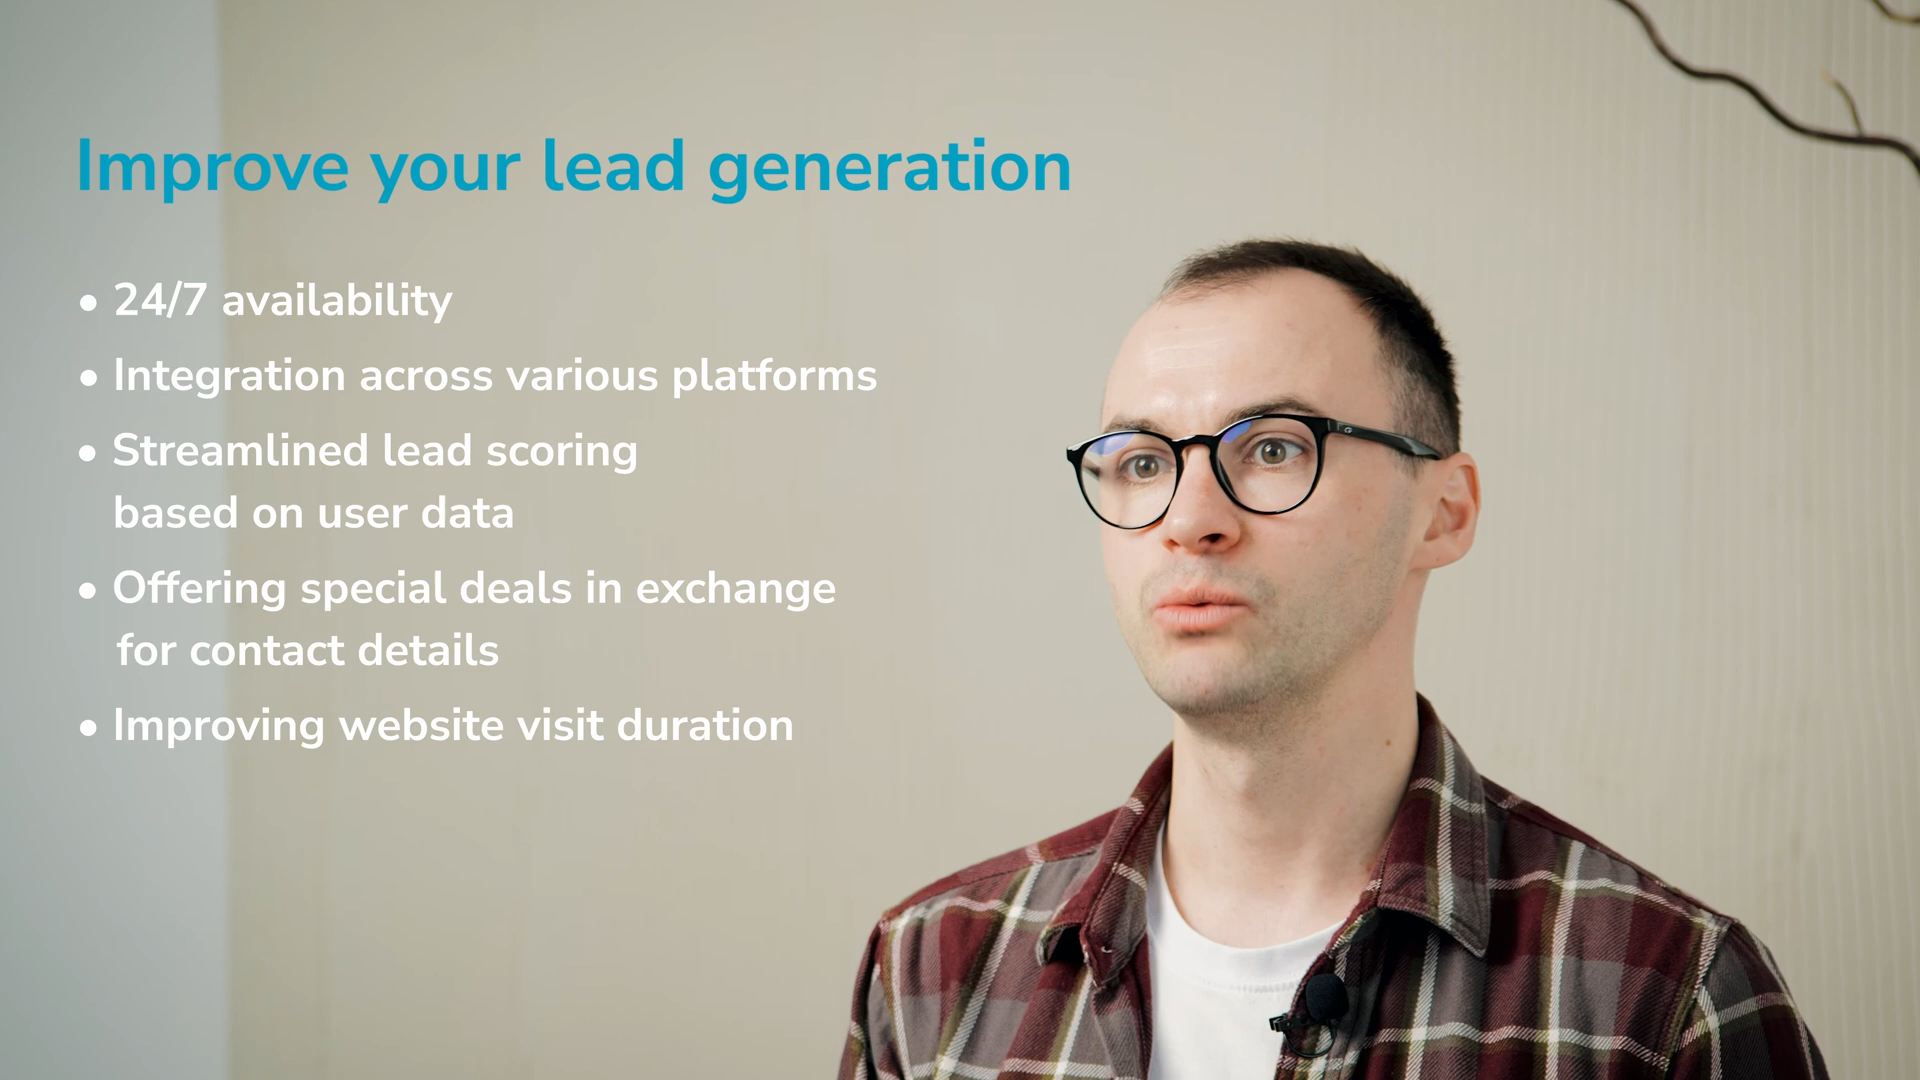 Improve your lead generation
• 24/7 availability
• Integration across various platforms
• Streamlined lead scoring
based on user data
• Offering special deals in exchange
for contact details
• Improving website visit duration